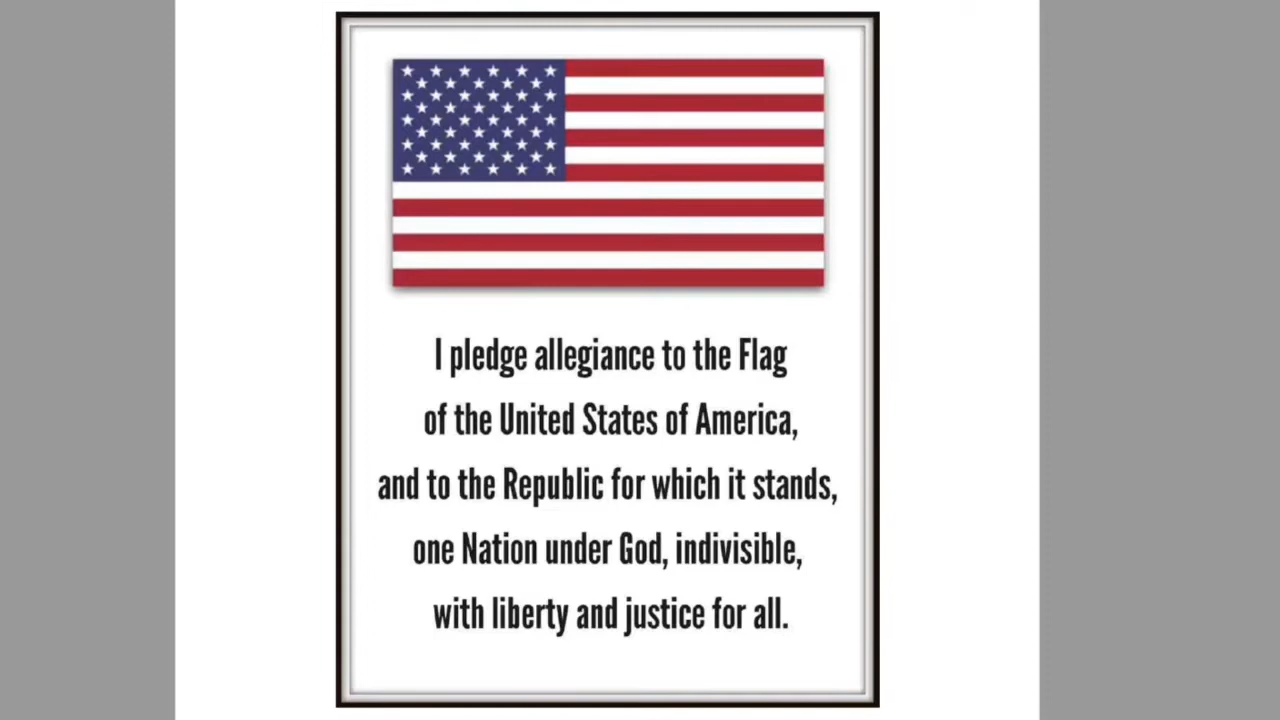 I pledge allegiance to the Flag
of the United States of America,
and to the Republic for which it stands,
one Nation under God, indivisible,
with liberty and justice for all.